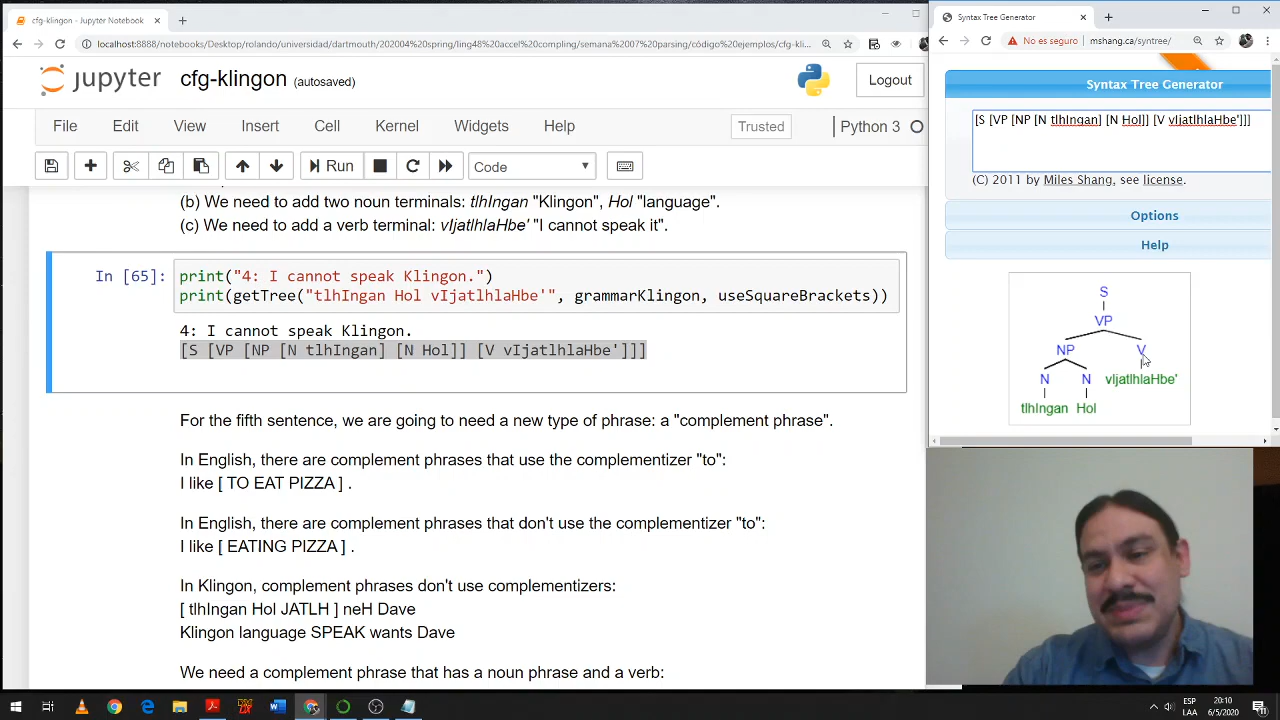 cfg-klingon - Jupyter Notebook
localhost:8888/notebooks/Desktop/rolando/universidad/dartmouth/202004%20spring/ling48%20accel%20compling/semana%2007%20parsing/código%20ejemplos/cfg-kli...
jupyter cfg-klingon (autosaved)
Logout
File Edit View Insert Cell Kernel Widgets Help
Trusted
Python 3
Run
Code
(b) We need to add two noun terminals: tlhIngan "Klingon", Hol "language".
(c) We need to add a verb terminal: vIjatlhlaHbe' "I cannot speak it".
In [65]:
print("4: I cannot speak Klingon.")
print(getTree("tlhIngan Hol vIjatlhlaHbe'", grammarKlingon, useSquareBrackets))
4: I cannot speak Klingon.
[S [VP [NP [N tlhIngan] [N Hol]] [V vIjatlhlaHbe']]]
For the fifth sentence, we are going to need a new type of phrase: a "complement phrase".
In English, there are complement phrases that use the complementizer "to":
I like [ TO EAT PIZZA ] .
In English, there are complement phrases that don't use the complementizer "to":
I like [ EATING PIZZA ] .
In Klingon, complement phrases don't use complementizers:
[ tlhIngan Hol JATLH ] neH Dave
Klingon language SPEAK wants Dave
We need a complement phrase that has a noun phrase and a verb:
Syntax Tree Generator
No es seguro mshang.ca/syntree/
Syntax Tree Generator
[S [VP [NP [N tlhIngan] [N Hol]] [V vIjatlhlaHbe']]]
(C) 2011 by Miles Shang, see license.
Options
Help
S
VP
NP V
N N vIjatlhlaHbe'
tlhIngan Hol
ESP
LAA
20:10
6/5/2020